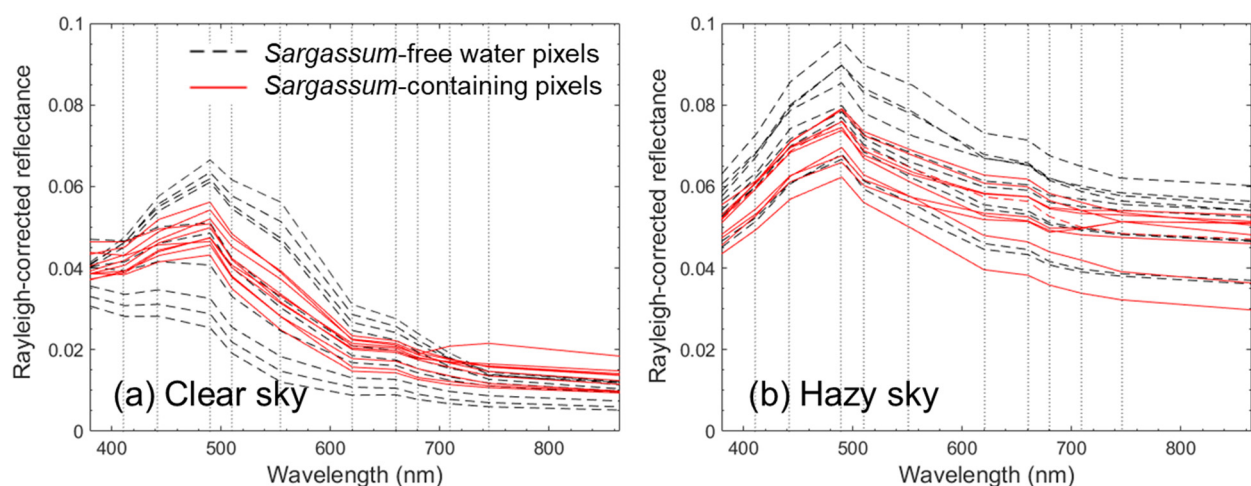 0.1
0.08
0.06
0.04
0.02
0
Rayleigh-corrected reflectance
Sargassum-free water pixels
Sargassum-containing pixels
(a) Clear sky
400 500 600 700 800
Wavelength (nm)
0.1
0.08
0.06
0.04
0.02
0
Rayleigh-corrected reflectance
(b) Hazy sky
400 500 600 700 800
Wavelength (nm)